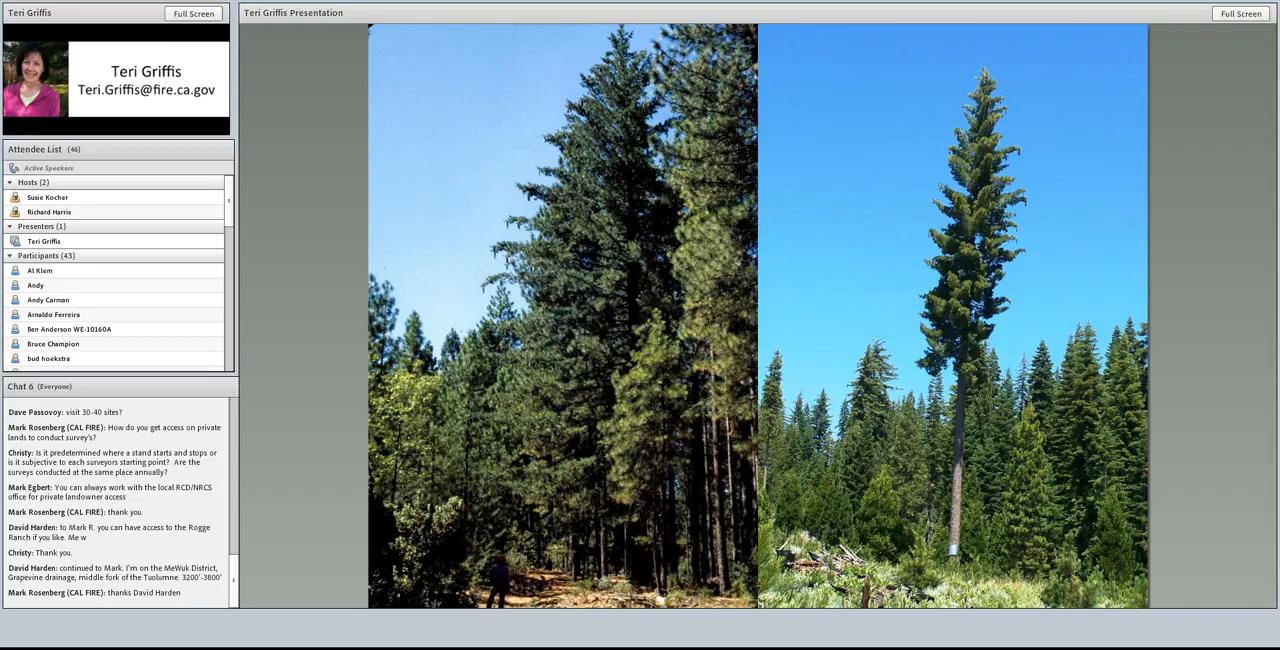 Teri Griffis
Full Screen
Teri Griffis
Teri.Griffis@fire.ca.gov
Attendee List (46)
Active Speakers
Hosts (2)
Susie Kocher
Richard Harris
Presenters (1)
Teri Griffis
Participants (43)
Al Klem
Andy
Andy Carman
Arnaldo Ferreira
Ben Anderson WE-10160A
Bruce Champion
bud hoekstra
Chat 6 (Everyone)
Dave Passovoy: visit 30-40 sites?
Mark Rosenberg (CAL FIRE): How do you get access on private
lands to conduct survey's?
Christy: Is it predetermined where a stand starts and stops or
is it subjective to each surveyors starting point? Are the
surveys conducted at the same place annually?
Mark Egbert: You can always work with the local RCD/NRCS
office for private landowner access
Mark Rosenberg (CAL FIRE): thank you.
David Harden: to Mark R. you can have access to the Rogge
Ranch if you like. Me w
Christy: Thank you.
David Harden: continued to Mark. I'm on the MeWuk District,
Grapevine drainage, middle fork of the Tuolumne. 3200'-3800'
Mark Rosenberg (CAL FIRE): thanks David Harden
Teri Griffis Presentation
Full Screen